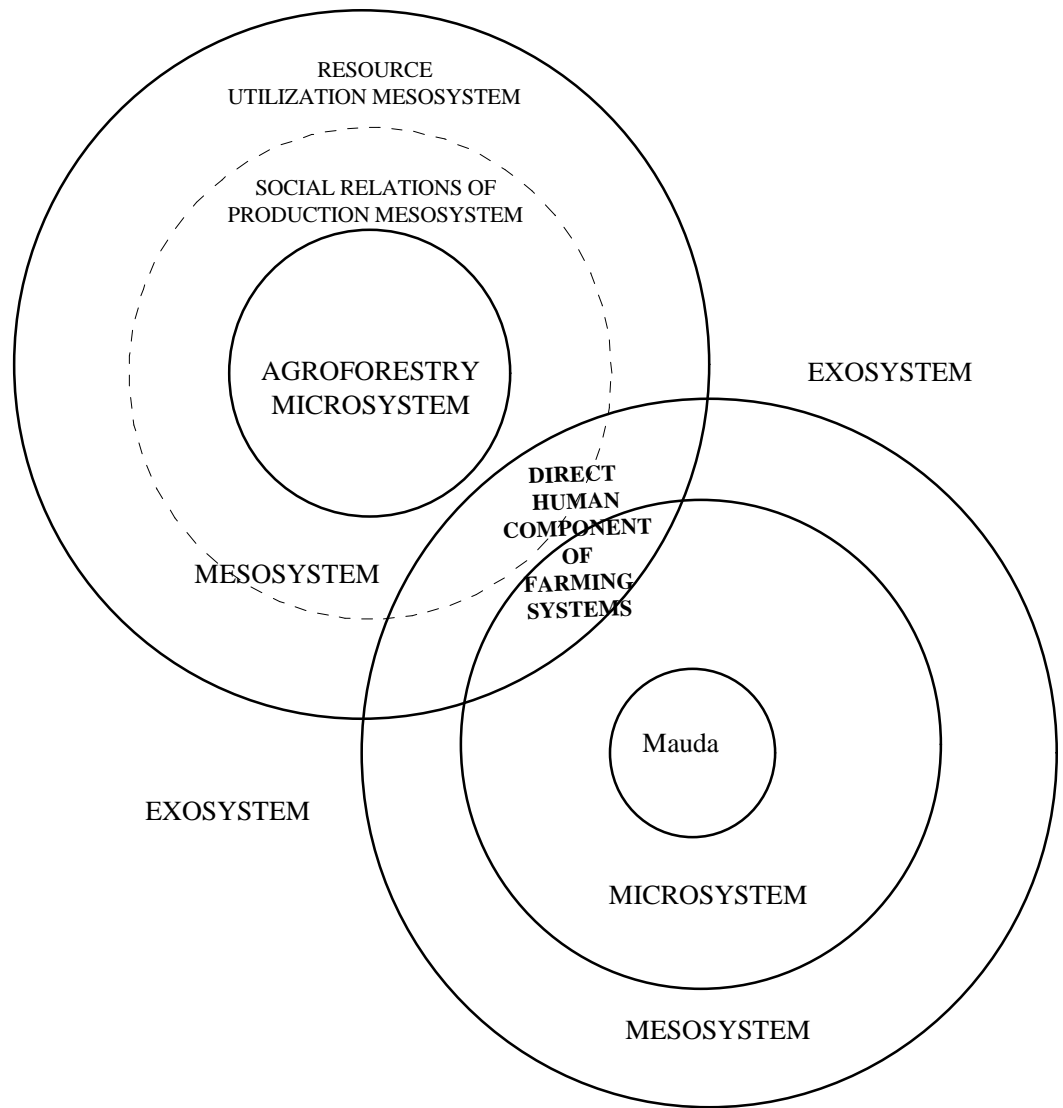 RESOURCE
UTILIZATION MESOSYSTEM
SOCIAL RELATIONS OF
PRODUCTION MESOSYSTEM
AGROFORESTRY
MICROSYSTEM
EXOSYSTEM
DIRECT
HUMAN
COMPONENT
OF
FARMING
SYSTEMS
MESOSYSTEM
Mauda
EXOSYSTEM
MICROSYSTEM
MESOSYSTEM